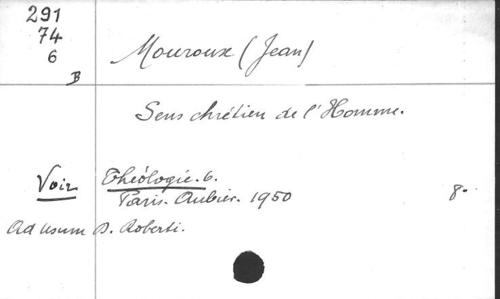 291
74
6
B
Mouroux (Jean)
Sens chrétien de l'Homme.
Voir Théologie. 6.
Paris. Aubier. 1950 8°
Ad usum D. Roberti.